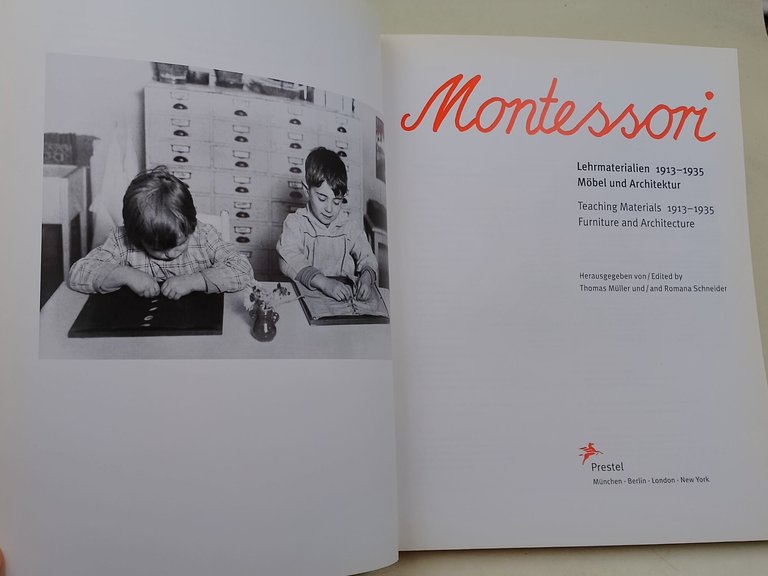 Montessori
Lehrmaterialien 1913–1935
Möbel und Architektur
Teaching Materials 1913–1935
Furniture and Architecture
Herausgegeben von/Edited by
Thomas Müller und/and Romana Schneider
Prestel
München · Berlin · London · New York